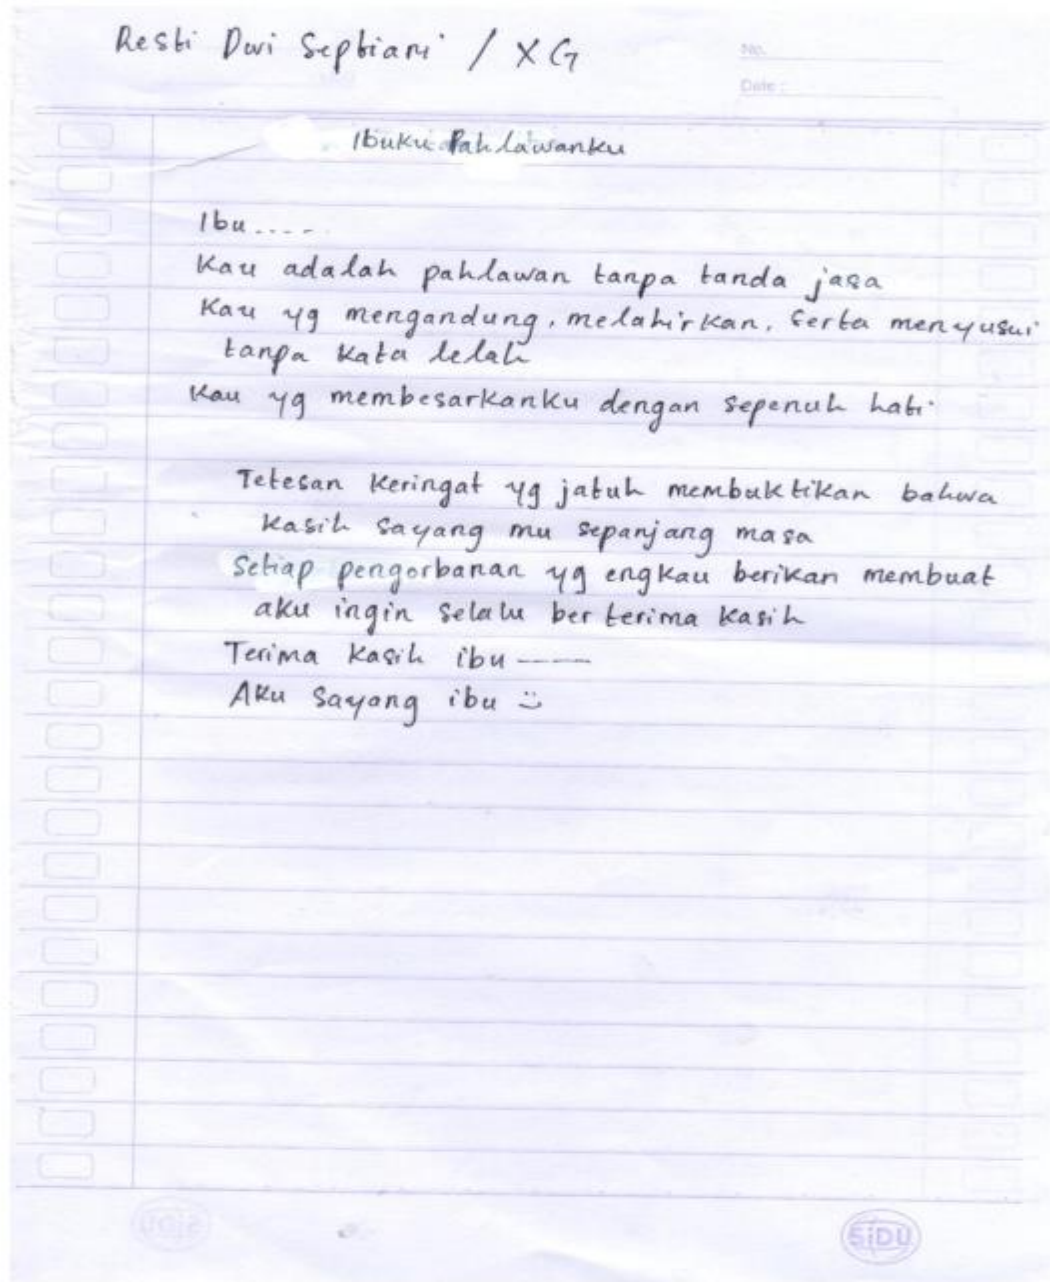 Resti Dwi Septiani / XG
No.
Date :
Ibuku Pahlawanku
Ibu.....
Kau adalah pahlawan tanpa tanda jasa
Kau yg mengandung, melahirkan, serta menyusui
tanpa kata lelah
Kau yg membesarkanku dengan sepenuh hati
Tetesan keringat yg jatuh membuktikan bahwa
kasih sayang mu sepanjang masa
Setiap pengorbanan yg engkau berikan membuat
aku ingin selalu ber terima kasih
Terima kasih ibu ——
Aku sayang ibu :)
SiDU